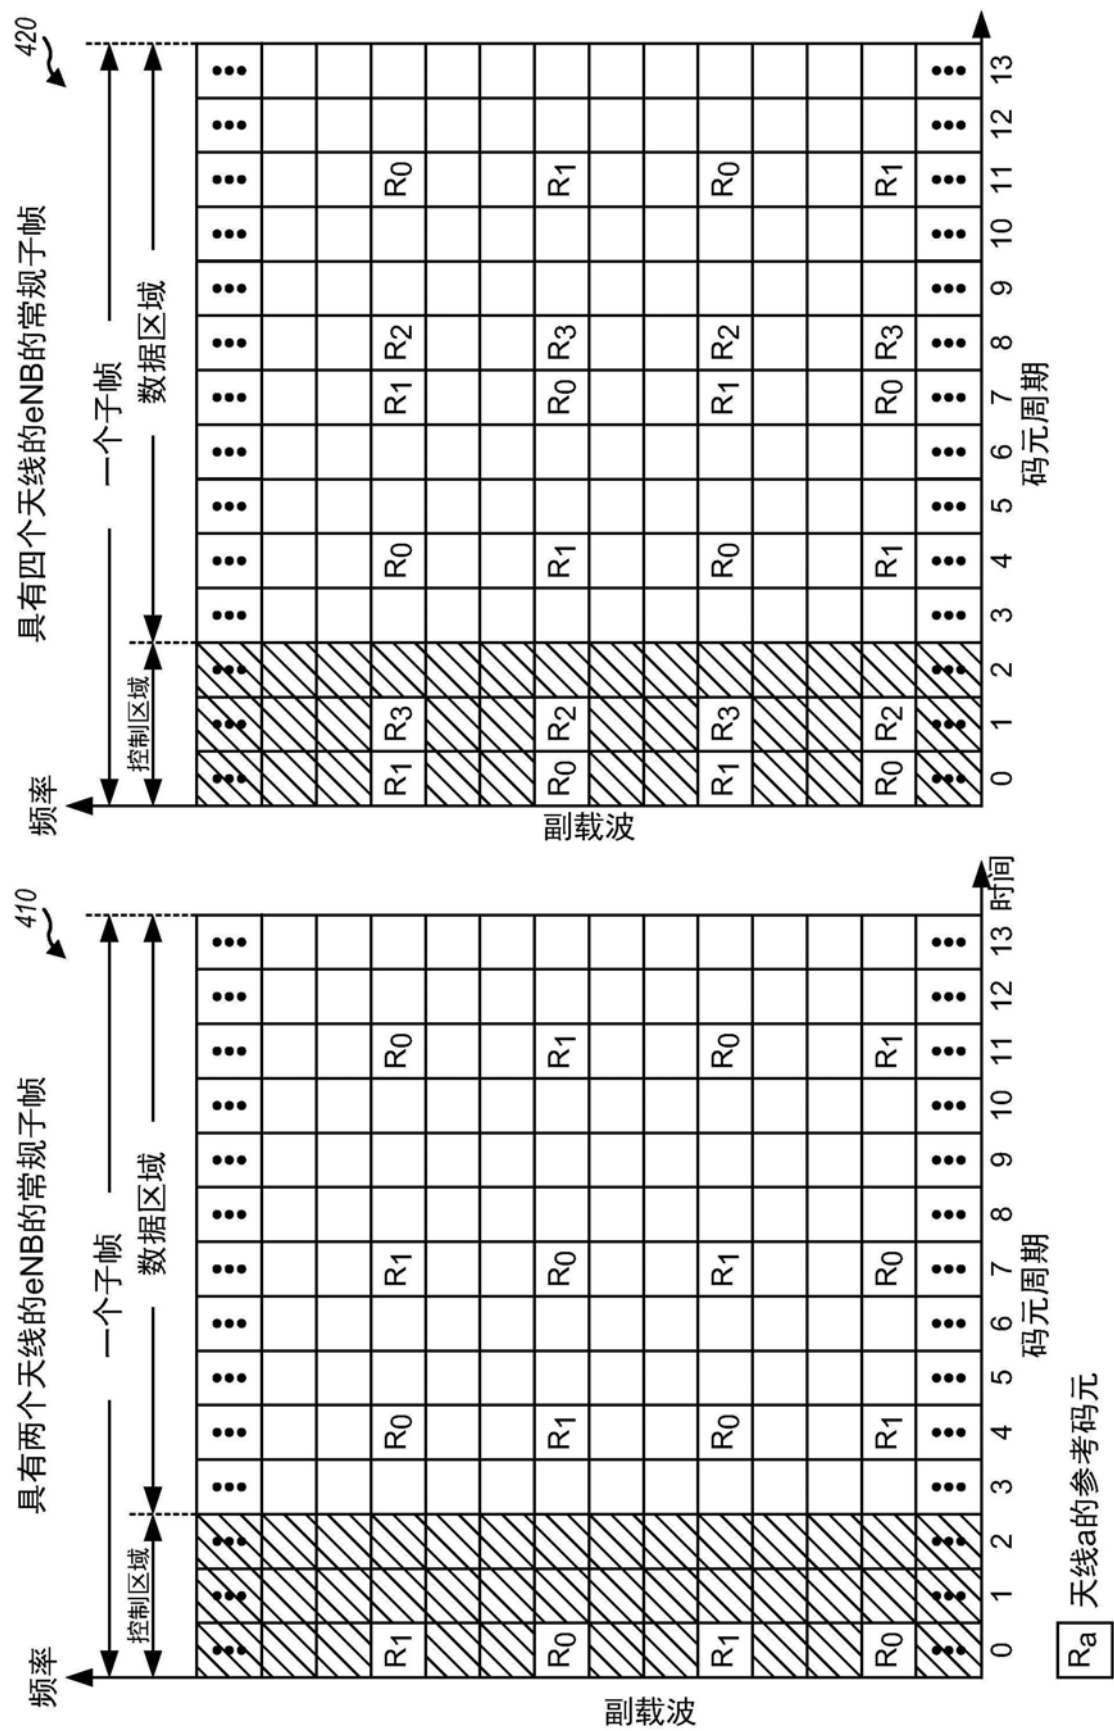 具有两个天线的eNB的常规子帧
410
频率
一个子帧
控制区域
数据区域
副载波
••• ••• ••• ••• ••• ••• ••• ••• ••• ••• ••• ••• ••• •••
R1 R0 R1 R0
R0 R1 R0 R1
R1 R0 R1 R0
R0 R1 R0 R1
••• ••• ••• ••• ••• ••• ••• ••• ••• ••• ••• ••• ••• •••
0 1 2 3 4 5 6 7 8 9 10 11 12 13
时间
码元周期
具有四个天线的eNB的常规子帧
420
频率
一个子帧
控制区域
数据区域
副载波
••• ••• ••• ••• ••• ••• ••• ••• ••• ••• ••• ••• ••• •••
R1 R3 R0 R1 R2 R0
R0 R2 R1 R0 R3 R1
R1 R3 R0 R1 R2 R0
R0 R2 R1 R0 R3 R1
••• ••• ••• ••• ••• ••• ••• ••• ••• ••• ••• ••• ••• •••
0 1 2 3 4 5 6 7 8 9 10 11 12 13
码元周期
Ra 天线a的参考码元